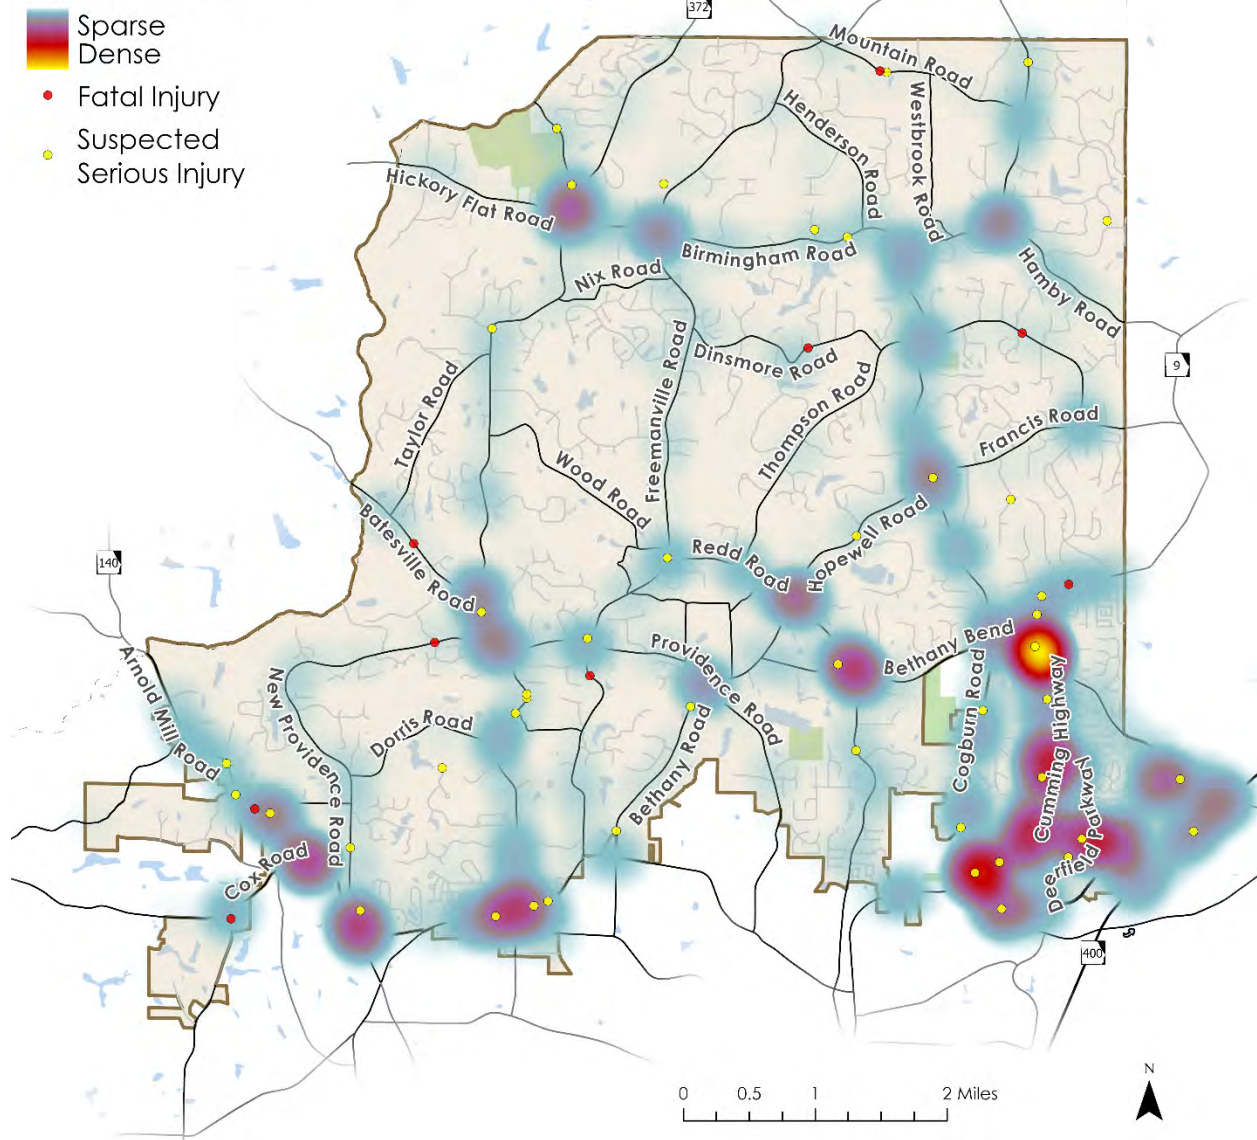 372
Sparse
Dense
Fatal Injury
Suspected
Serious Injury
Mountain Road
Henderson Road
Westbrook Road
Hickory Flat Road
Birmingham Road
Nix Road
Hamby Road
Dinsmore Road
9
Freemanville Road
Taylor Road
Thompson Road
Francis Road
Wood Road
Batesville Road
Hopewell Road
Redd Road
140
Providence Road
Bethany Bend
Arnold Mill Road
New Providence Road
Dorris Road
Bethany Road
Cogburn Road
Cumming Highway
Deerfield Parkway
Cox Road
400
N
0 0.5 1 2 Miles